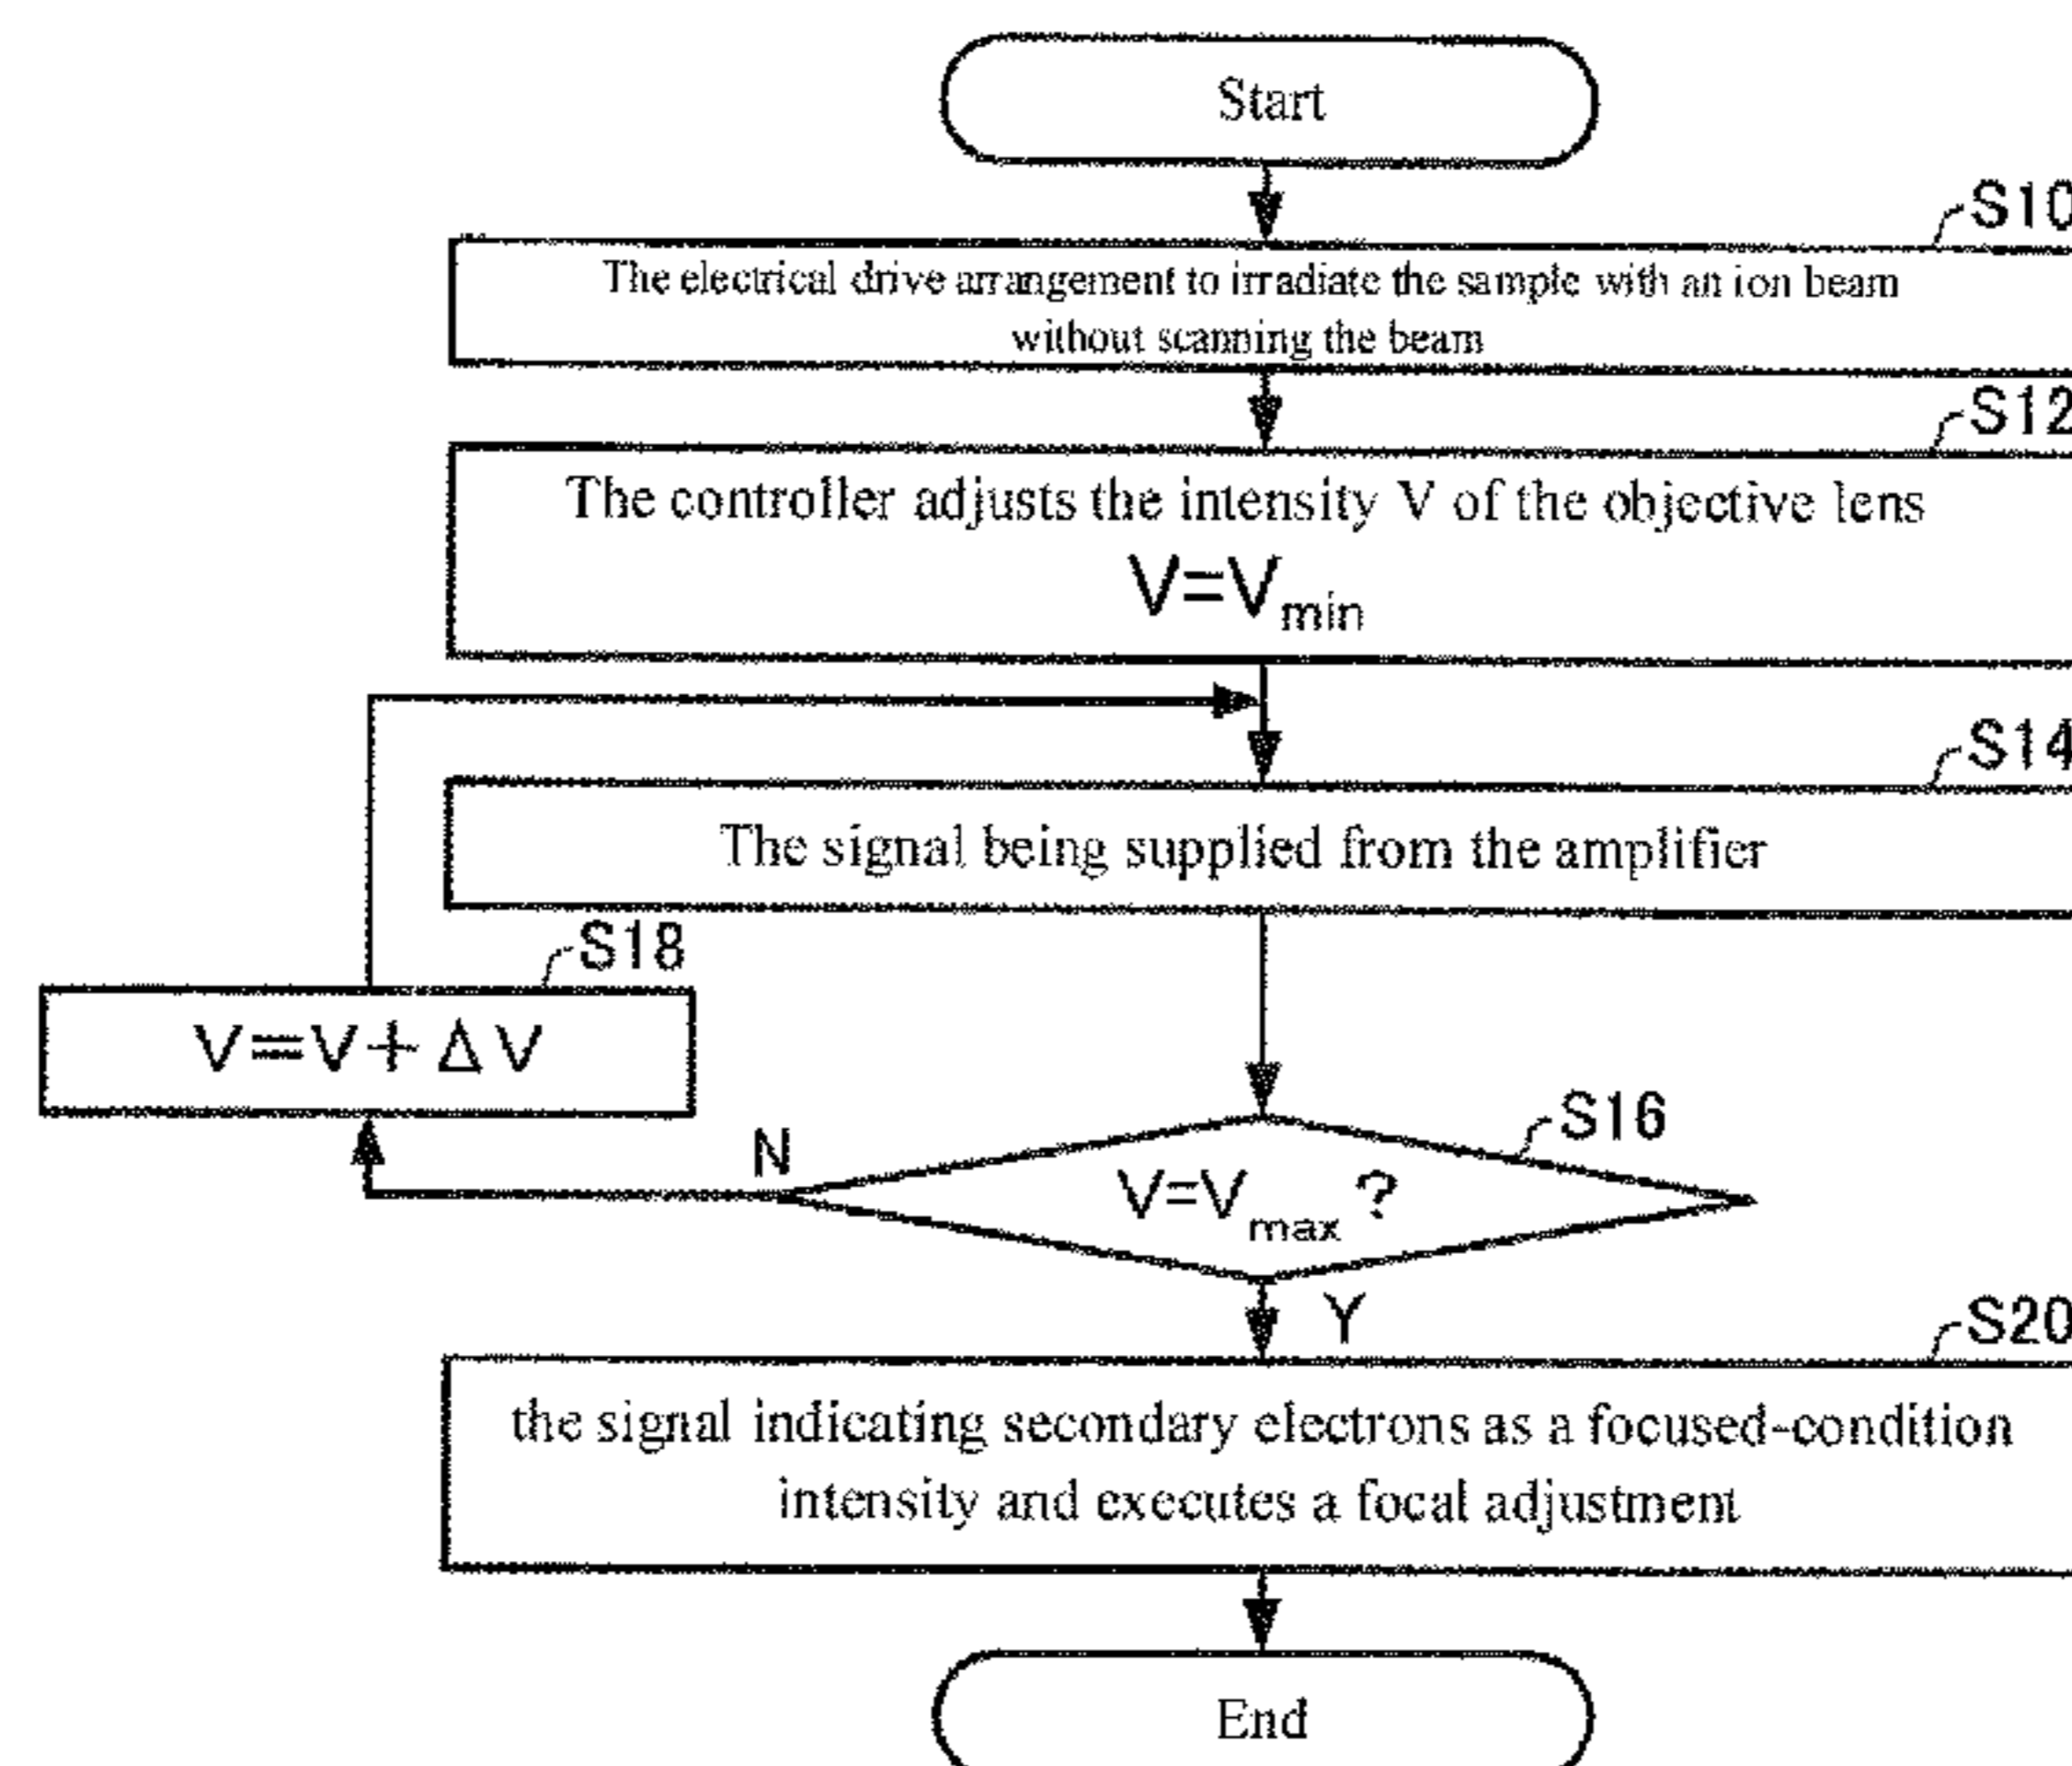 Start
S10
The electrical drive arrangement to irradiate the sample with an ion beam
without scanning the beam
S12
The controller adjusts the intensity V of the objective lens
V=Vmin
S14
The signal being supplied from the amplifier
S18
V=V+ΔV
S16
N
V=Vmax ?
Y
S20
the signal indicating secondary electrons as a focused-condition
intensity and executes a focal adjustment
End